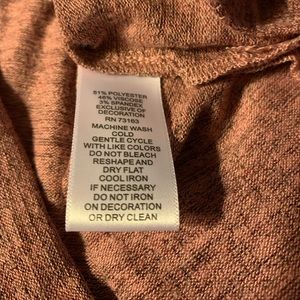 51% POLYESTER
46% VISCOSE
3% SPANDEX
EXCLUSIVE OF
DECORATION
RN 73163
MACHINE WASH
COLD
GENTLE CYCLE
WITH LIKE COLORS
DO NOT BLEACH
RESHAPE AND
DRY FLAT
COOL IRON
IF NECESSARY
DO NOT IRON
ON DECORATION
OR DRY CLEAN